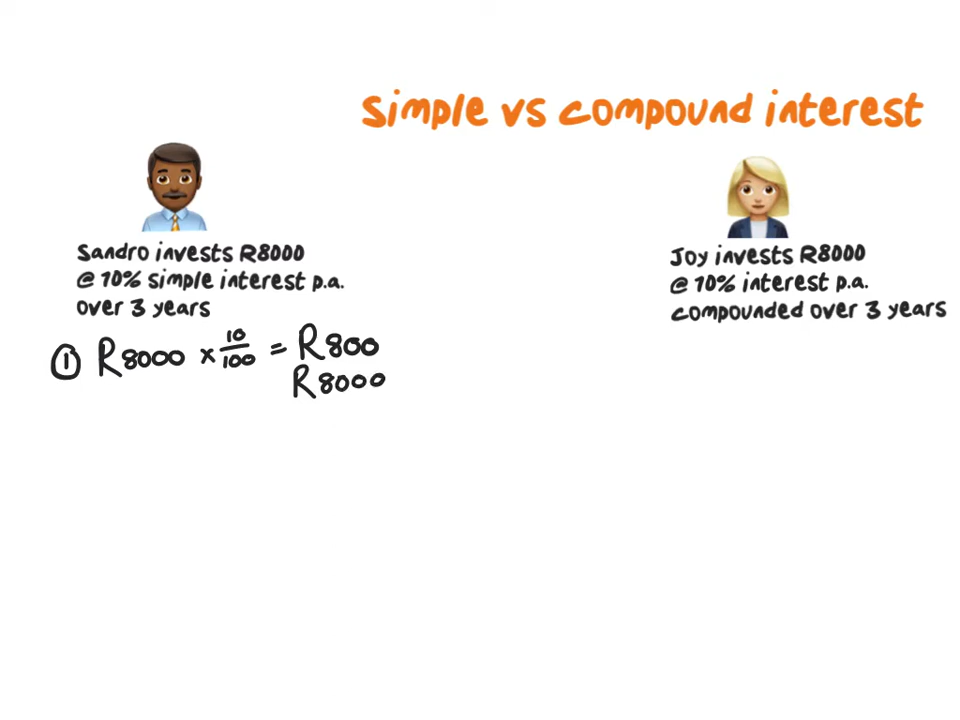 Simple vs compound interest
Sandro invests R8000
@ 10% simple interest p.a.
over 3 years
Joy invests R8000
@ 10% interest p.a.
compounded over 3 years
① R8000 × 10/100 = R800
R8000